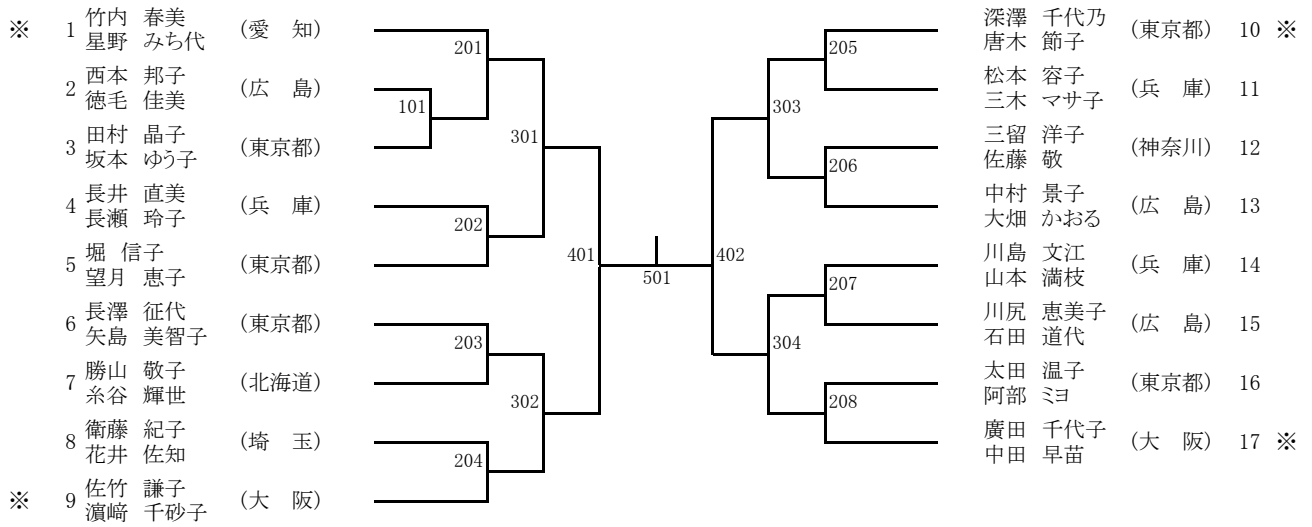 ※ 1 竹内 春美
星野 みち代 (愛 知)
2 西本 邦子
徳毛 佳美 (広 島)
3 田村 晶子
坂本 ゆう子 (東京都)
4 長井 直美
長瀬 玲子 (兵 庫)
5 堀 信子
望月 恵子 (東京都)
6 長澤 征代
矢島 美智子 (東京都)
7 勝山 敬子
糸谷 輝世 (北海道)
8 衛藤 紀子
花井 佐知 (埼 玉)
※ 9 佐竹 謙子
濵﨑 千砂子 (大 阪)
201
101
301
202
401
203
302
204
501
205
303
206
402
207
304
208
深澤 千代乃
唐木 節子 (東京都) 10 ※
松本 容子
三木 マサ子 (兵 庫) 11
三留 洋子
佐藤 敬 (神奈川) 12
中村 景子
大畑 かおる (広 島) 13
川島 文江
山本 満枝 (兵 庫) 14
川尻 恵美子
石田 道代 (広 島) 15
太田 温子
阿部 ミヨ (東京都) 16
廣田 千代子
中田 早苗 (大 阪) 17 ※